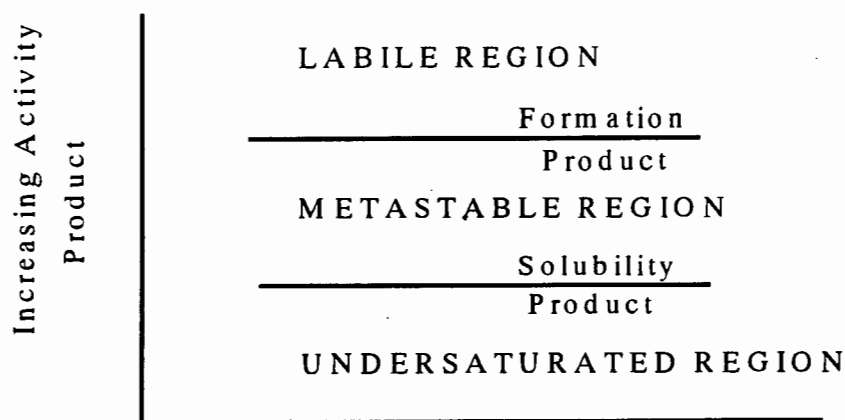 Increasing Activity
Product
LABILE REGION
Formation
Product
METASTABLE REGION
Solubility
Product
UNDERSATURATED REGION